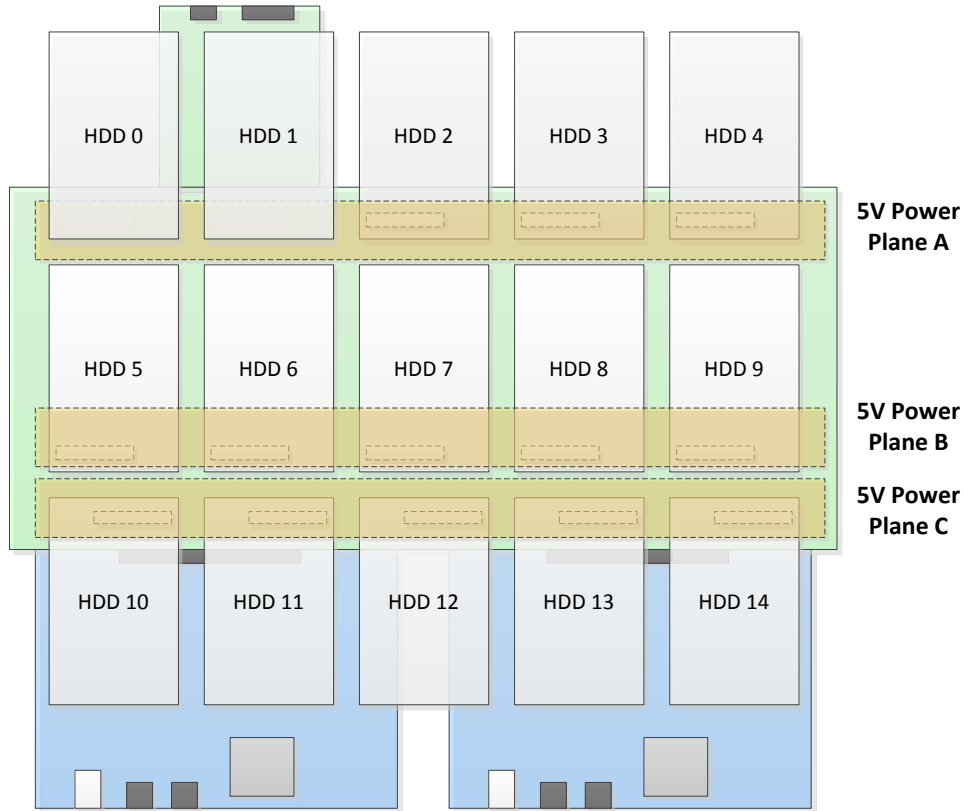 HDD 0
HDD 1
HDD 2
HDD 3
HDD 4
5V Power
Plane A
HDD 5
HDD 6
HDD 7
HDD 8
HDD 9
5V Power
Plane B
5V Power
Plane C
HDD 10
HDD 11
HDD 12
HDD 13
HDD 14